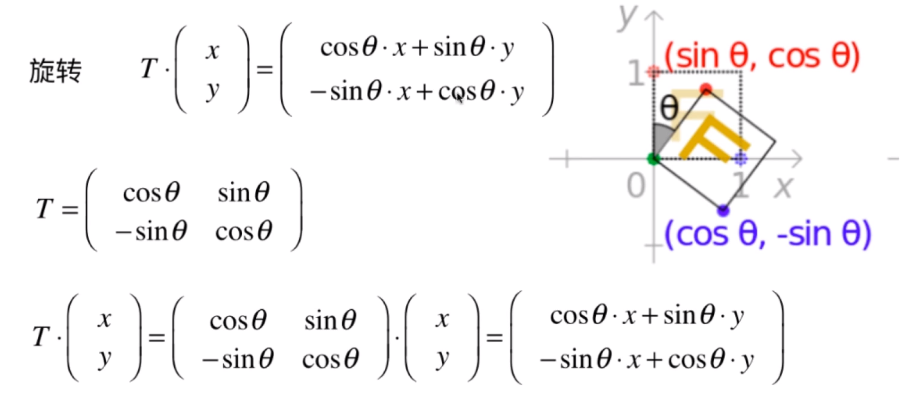 旋转 T · ( x y ) = ( cosθ · x + sinθ · y
−sinθ · x + cosθ · y )
T = ( cosθ sinθ
−sinθ cosθ )
T · ( x y ) = ( cosθ sinθ −sinθ cosθ ) · ( x y ) = ( cosθ · x + sinθ · y
−sinθ · x + cosθ · y )
y
(sin θ, cos θ)
1
θ
F
F
0
1
x
(cos θ, -sin θ)